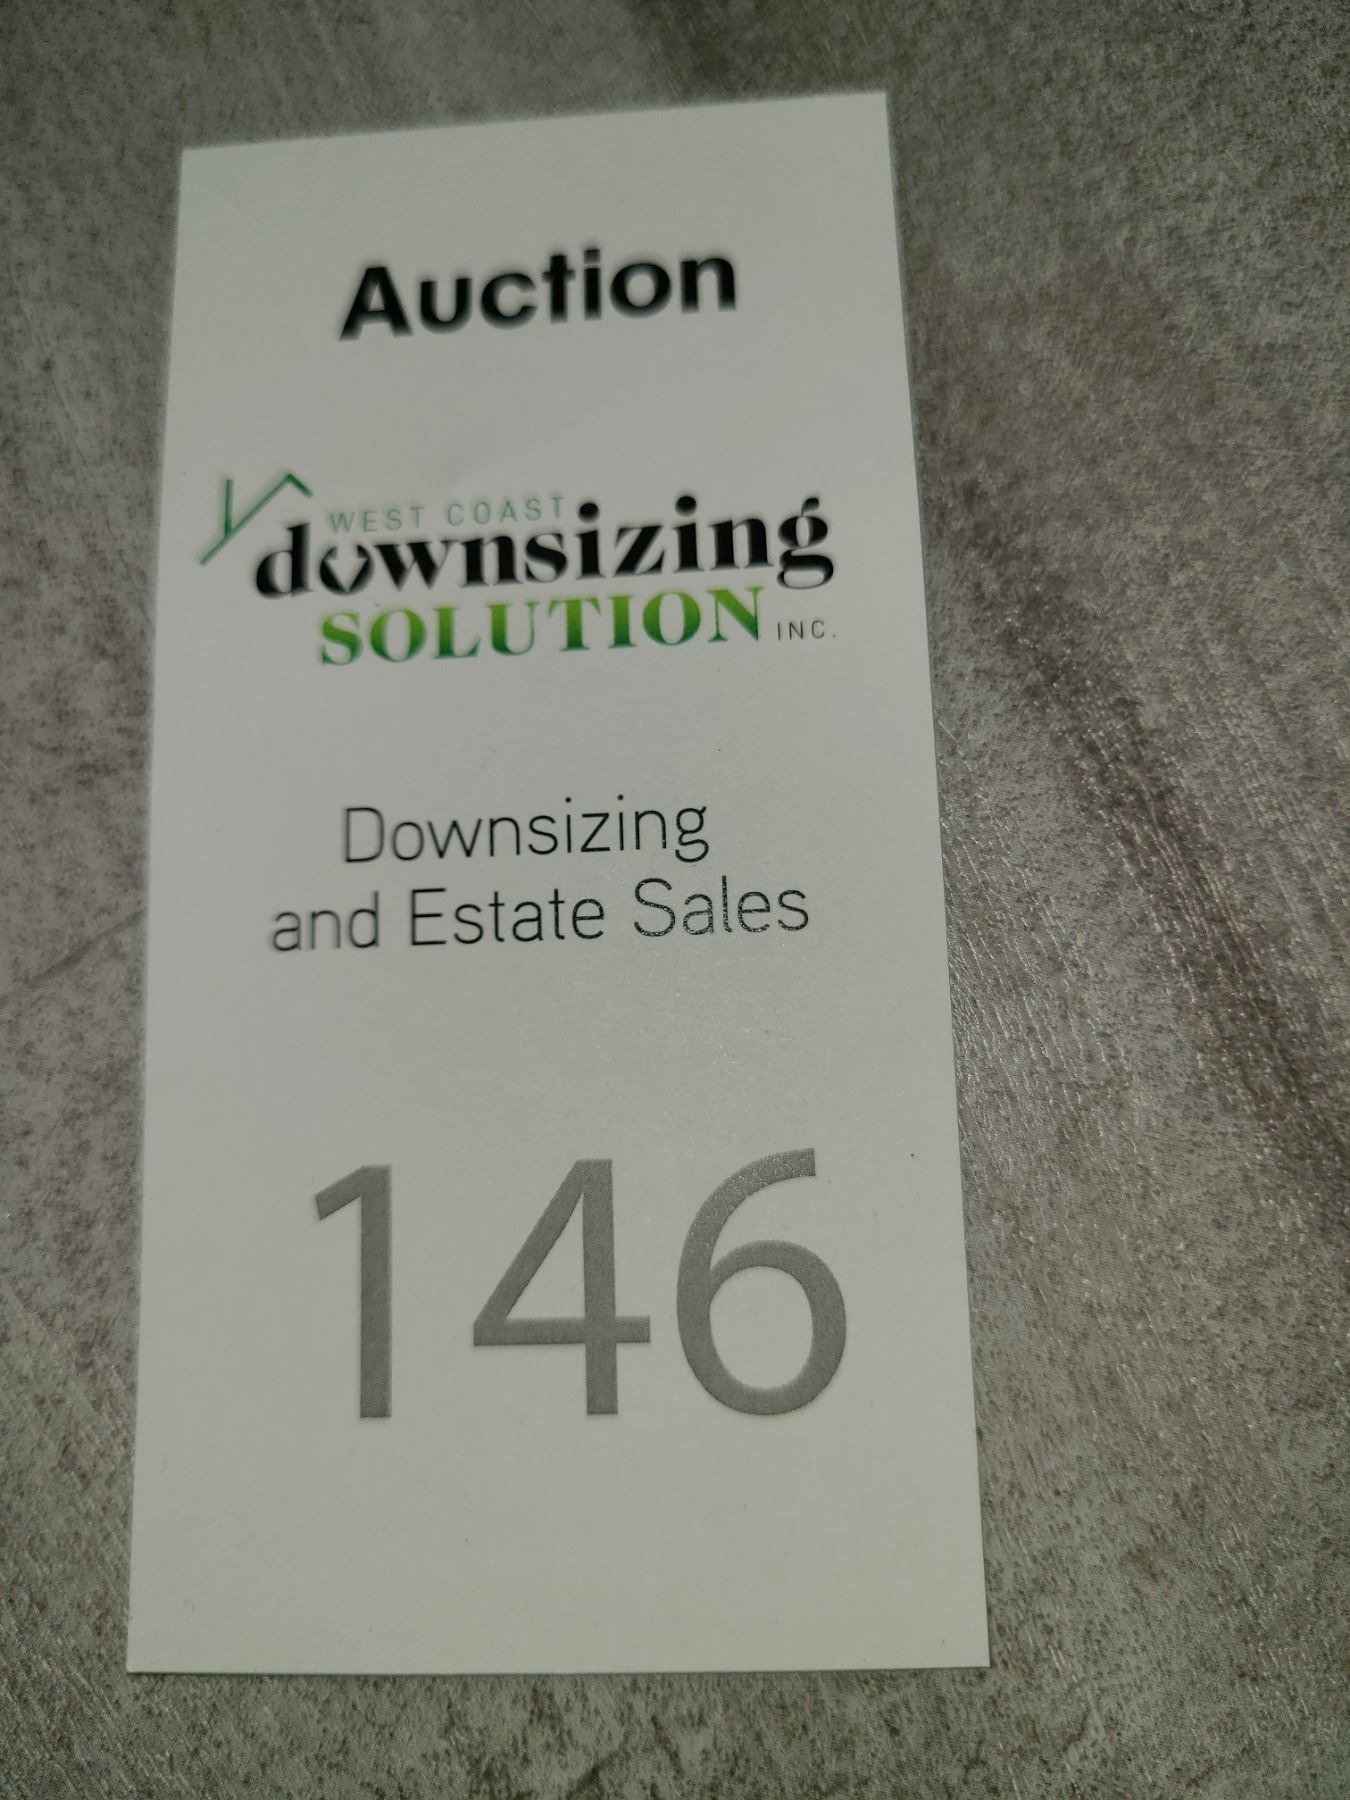 Auction
WEST COAST
downsizing
SOLUTION INC.
Downsizing
and Estate Sales
146